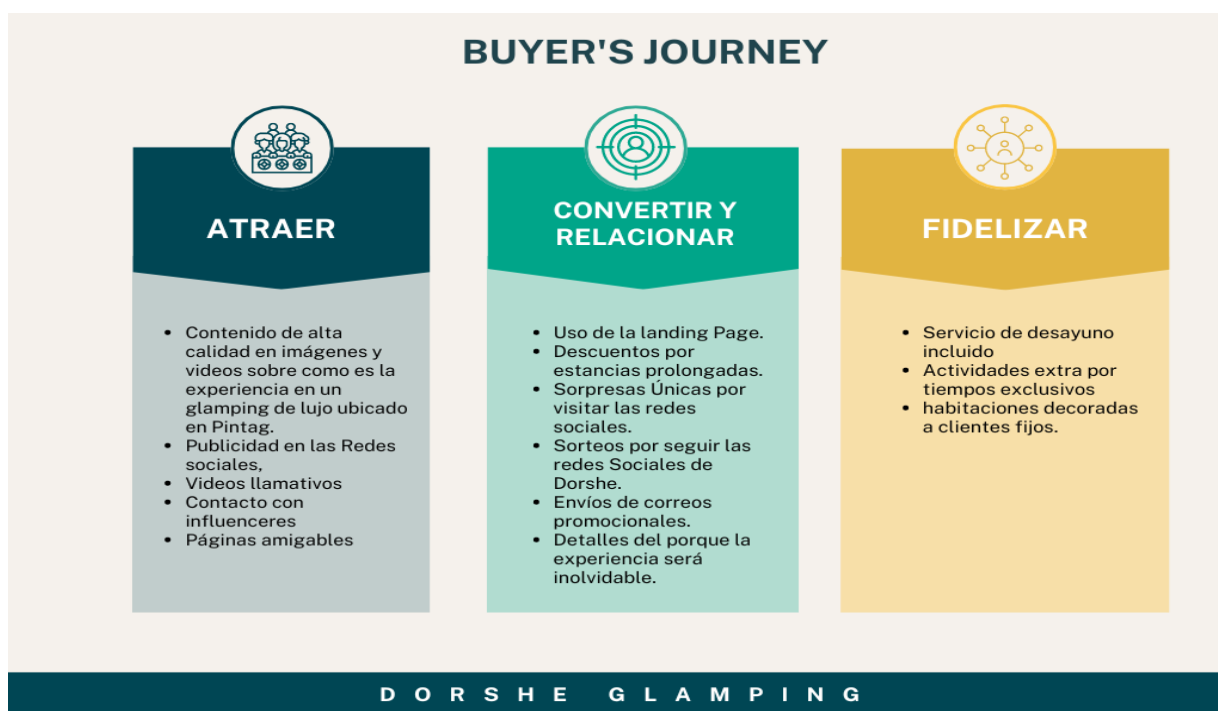 BUYER'S JOURNEY
ATRAER
• Contenido de alta
calidad en imágenes y
videos sobre como es la
experiencia en un
glamping de lujo ubicado
en Pintag.
• Publicidad en las Redes
sociales,
• Videos llamativos
• Contacto con
influenceres
• Páginas amigables
CONVERTIR Y
RELACIONAR
• Uso de la landing Page.
• Descuentos por
estancias prolongadas.
• Sorpresas Únicas por
visitar las redes
sociales.
• Sorteos por seguir las
redes Sociales de
Dorshe.
• Envíos de correos
promocionales.
• Detalles del porque la
experiencia será
inolvidable.
FIDELIZAR
• Servicio de desayuno
incluido
• Actividades extra por
tiempos exclusivos
• habitaciones decoradas
a clientes fijos.
DORSHE GLAMPING